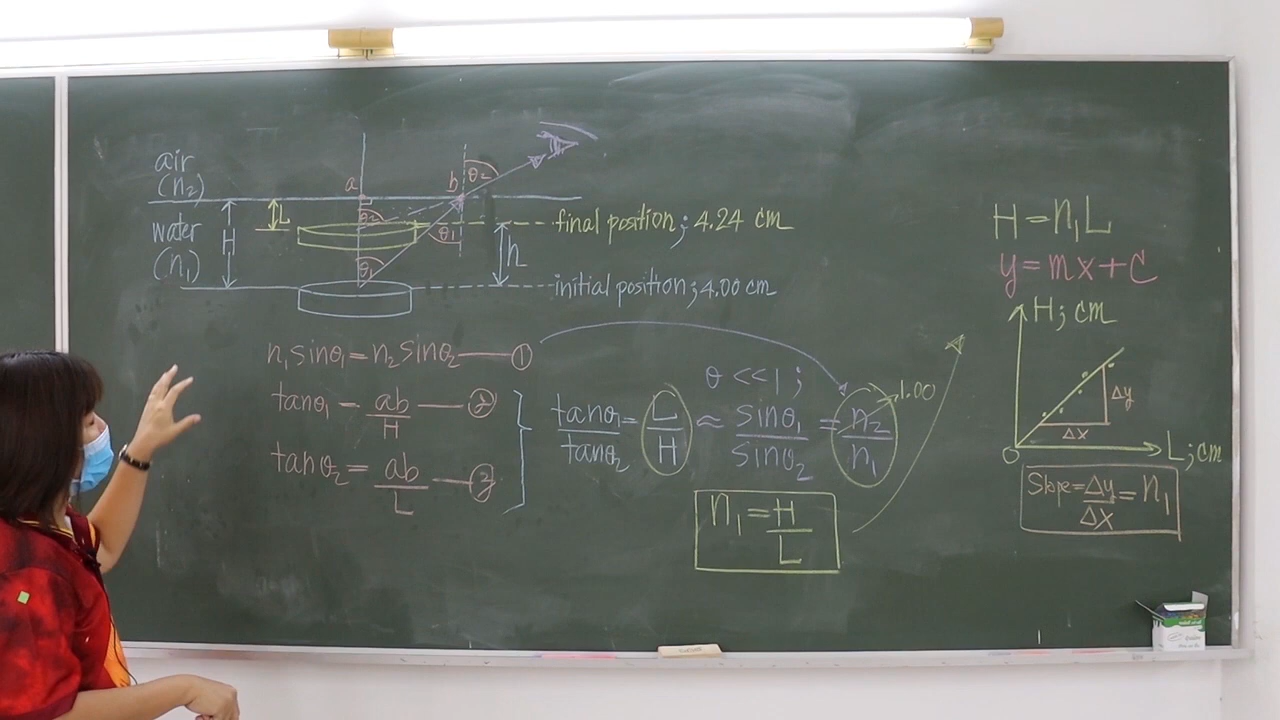 air
(n₂)
water
(n₁)
H
L
a
b
θ₂
θ₂
θ₁
θ₁
h
final position; 4.24 cm
initial position; 4.00 cm
n₁ sinθ₁ = n₂ sinθ₂ — ①
tanθ₁ = ab/H — ②
tanθ₂ = ab/L — ③
θ <<1;
tanθ₁/tanθ₂ = L/H ≈ sinθ₁/sinθ₂ = n₂/n₁
1.00
n₁ = H/L
H = n₁L
y = mx + c
H; cm
Δy
Δx
O
L; cm
Slope = Δy/Δx = n₁